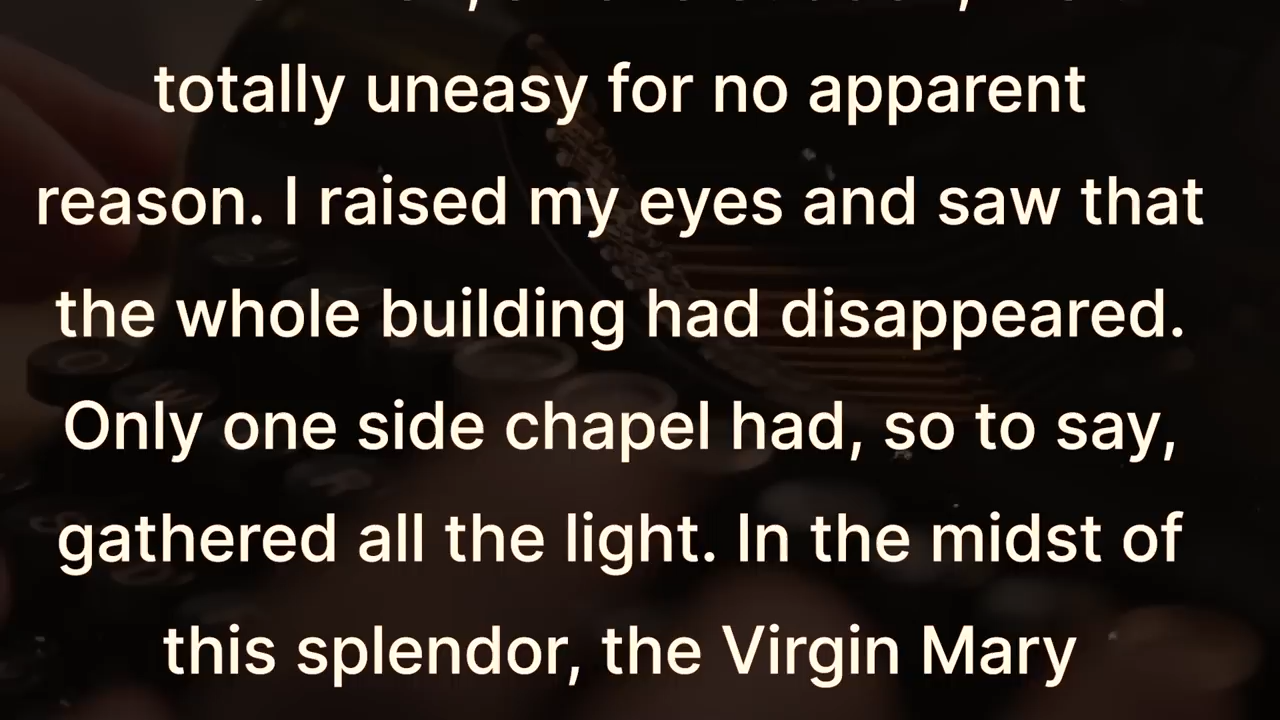 totally uneasy for no apparent
reason. I raised my eyes and saw that
the whole building had disappeared.
Only one side chapel had, so to say,
gathered all the light. In the midst of
this splendor, the Virgin Mary